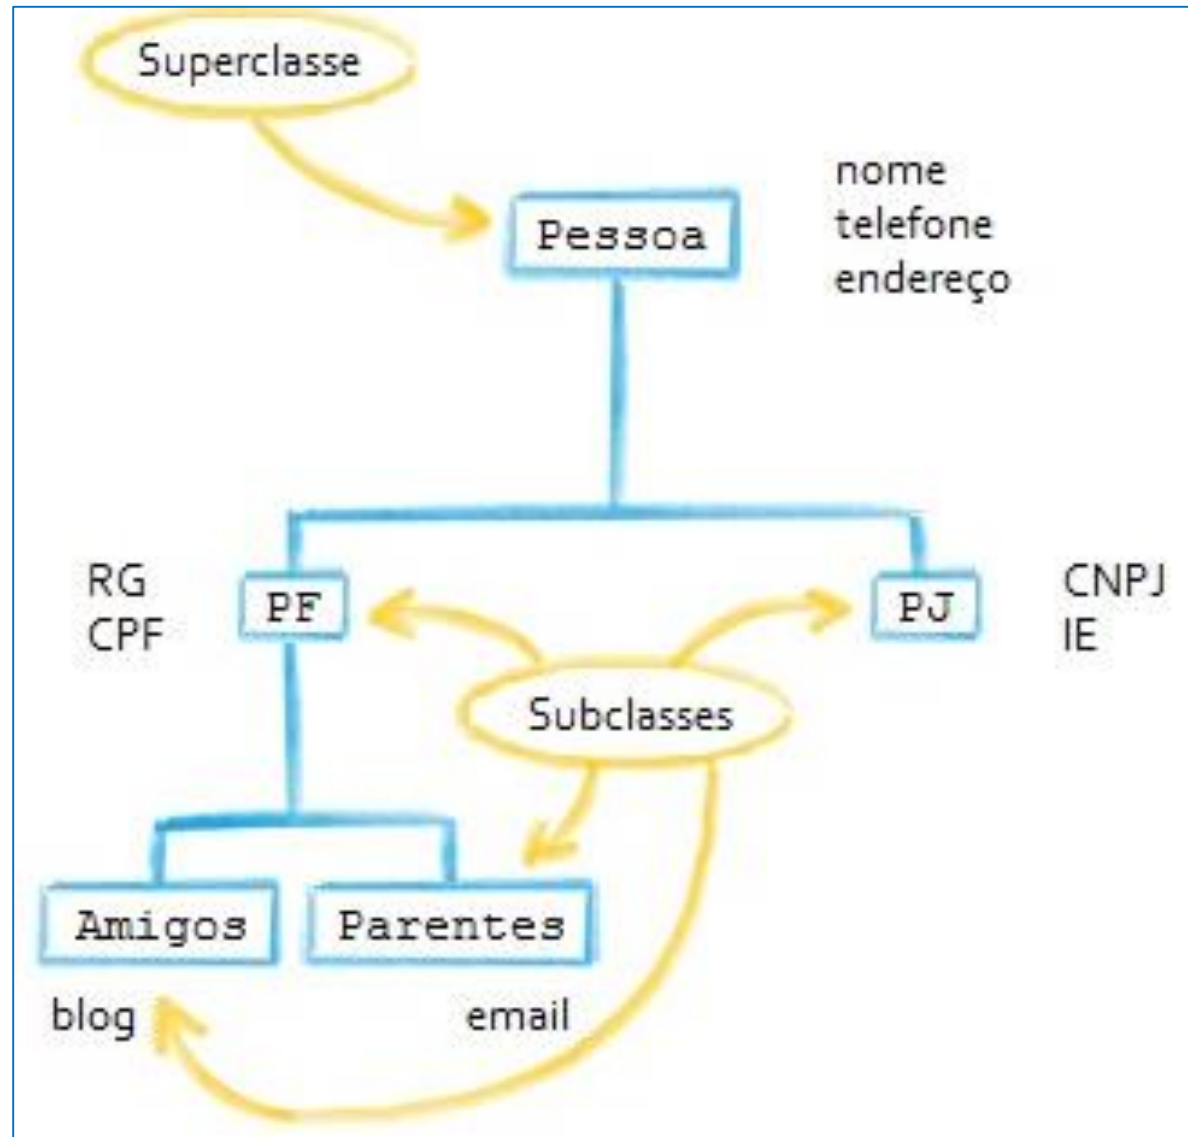 Superclasse
Pessoa
nome
telefone
endereço
RG
CPF
PF
PJ
CNPJ
IE
Subclasses
Amigos
Parentes
blog
email